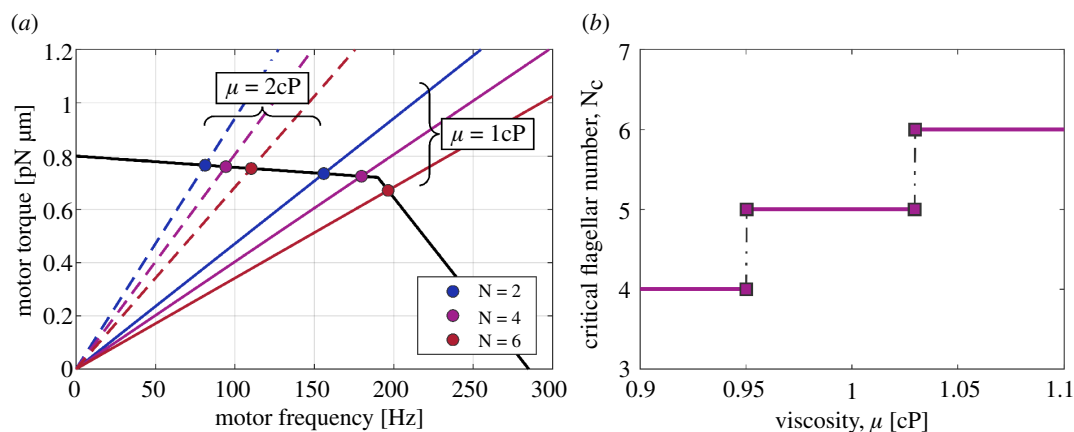 (a)
1.2
1
0.8
0.6
0.4
0.2
0
motor torque [pN µm]
µ = 2cP
µ = 1cP
N = 2
N = 4
N = 6
0 50 100 150 200 250 300
motor frequency [Hz]
(b)
7
6
5
4
3
critical flagellar number, N_c
0.9 0.95 1 1.05 1.1
viscosity, µ [cP]